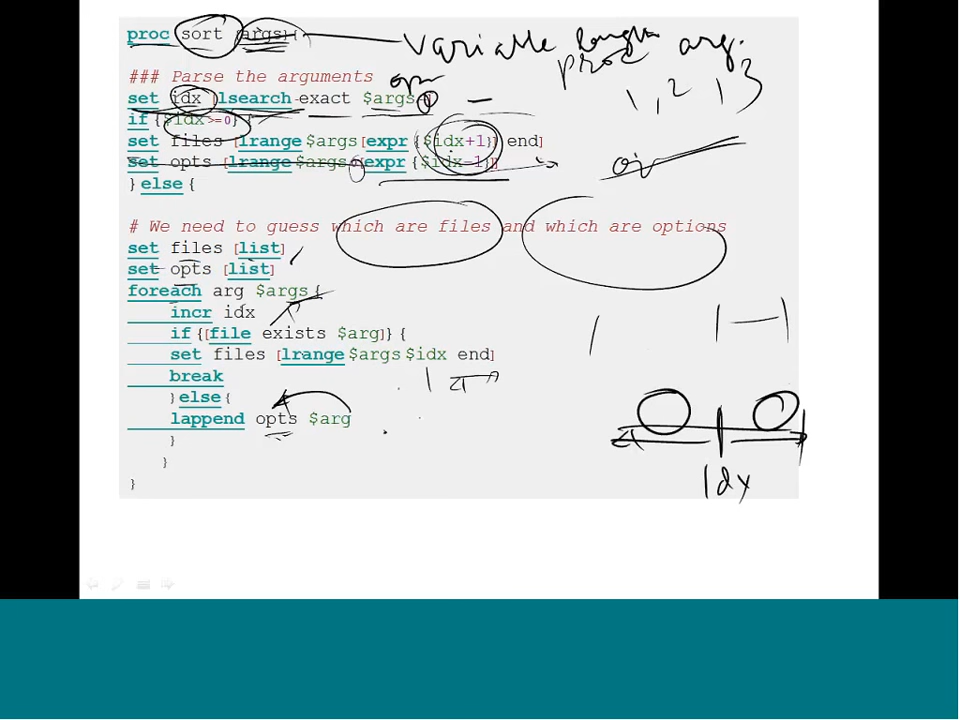 proc sort {args}{ variable length arg.
proc
### Parse the arguments
opn
set idx [lsearch -exact $args 1, 2 1 3
if {$idx>=0} {
set files [lrange $args[expr {$idx+1}] end]
set opts [lrange $args 0[expr {$idx-1}]]
} else {
# We need to guess which are files and which are options
set files [list]
set opts [list]
foreach arg $args {
incr idx
if {[file exists $arg]} {
set files [lrange $args $idx end]
break
} else {
lappend opts $arg
}
}
}
Idx